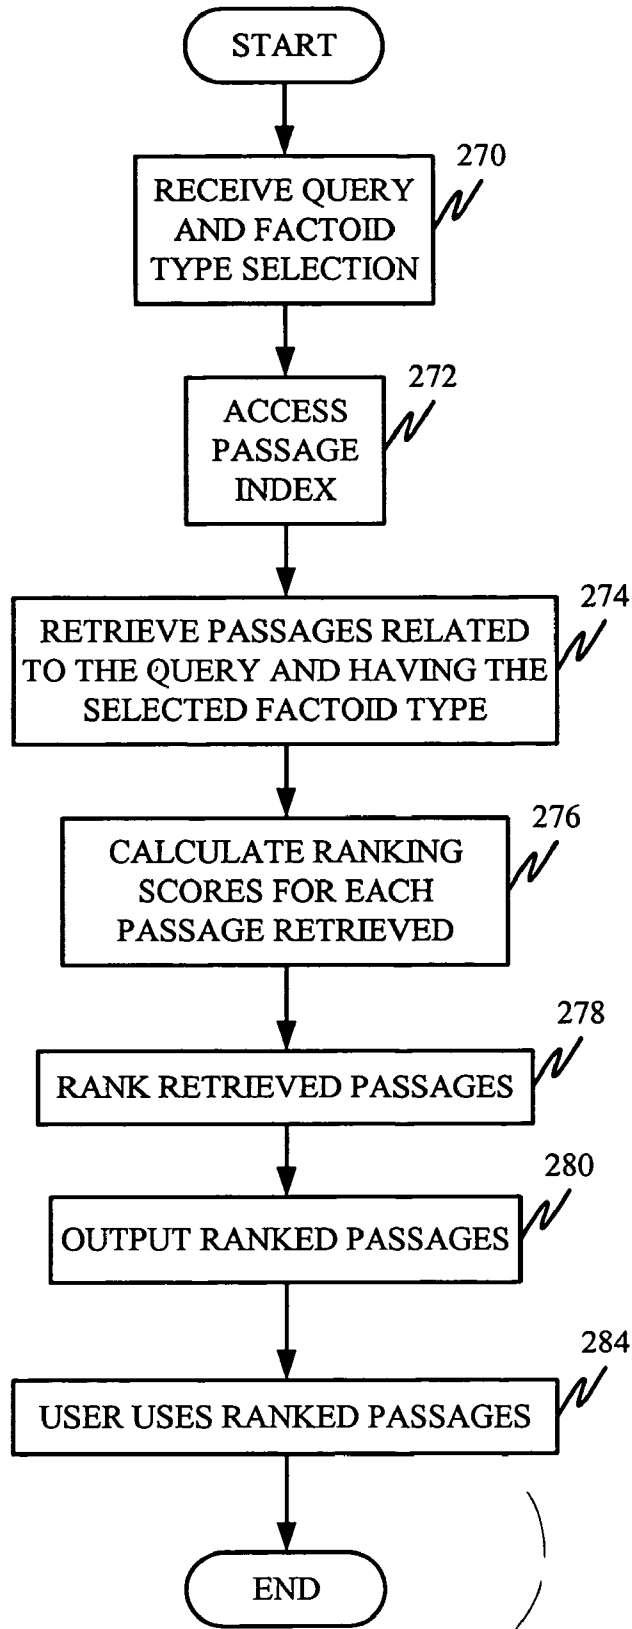 START
270
RECEIVE QUERY
AND FACTOID
TYPE SELECTION
272
ACCESS
PASSAGE
INDEX
274
RETRIEVE PASSAGES RELATED
TO THE QUERY AND HAVING THE
SELECTED FACTOID TYPE
276
CALCULATE RANKING
SCORES FOR EACH
PASSAGE RETRIEVED
278
RANK RETRIEVED PASSAGES
280
OUTPUT RANKED PASSAGES
284
USER USES RANKED PASSAGES
END